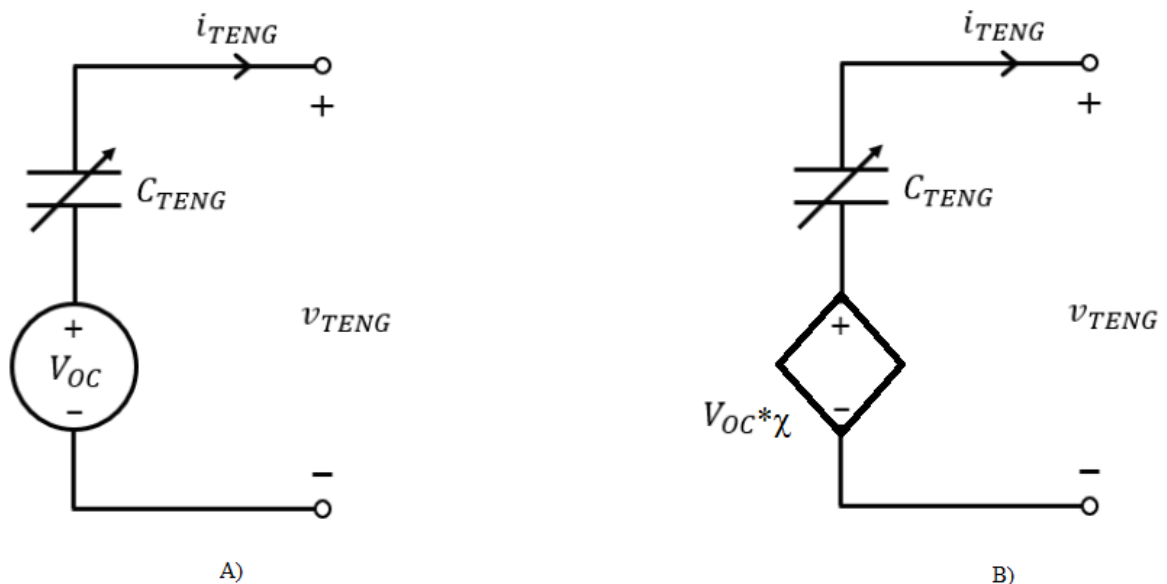 i_TENG
+
C_TENG
+
V_OC
−
v_TENG
−
A)
i_TENG
+
C_TENG
+
−
V_OC*χ
v_TENG
−
B)